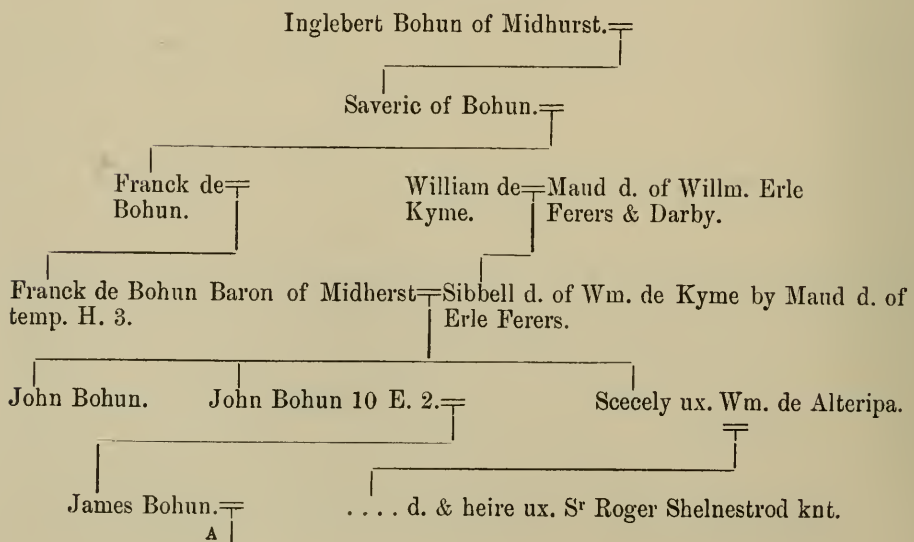 Inglebert Bohun of Midhurst.
Saveric of Bohun.
Franck de
Bohun.
William de
Kyme.
Maud d. of Willm. Erle
Ferers & Darby.
Franck de Bohun Baron of Midherst
temp. H. 3.
Sibbell d. of Wm. de Kyme by Maud d. of
Erle Ferers.
John Bohun.
John Bohun 10 E. 2.
Scecely ux. Wm. de Alteripa.
James Bohun.
.... d. & heire ux. Sr Roger Shelnestrod knt.
A